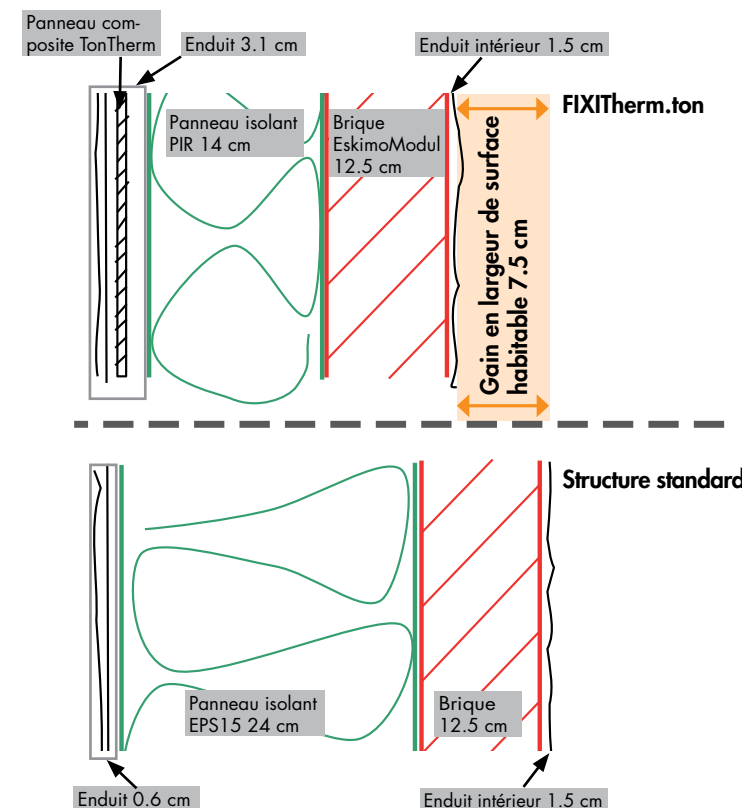 Panneau com-
posite TonTherm
Enduit 3.1 cm
Enduit intérieur 1.5 cm
Panneau isolant
PIR 14 cm
Brique
EskimoModul
12.5 cm
FIXITherm.ton
Gain en largeur de surface
habitable 7.5 cm
Structure standard
Panneau isolant
EPS15 24 cm
Brique
12.5 cm
Enduit 0.6 cm
Enduit intérieur 1.5 cm